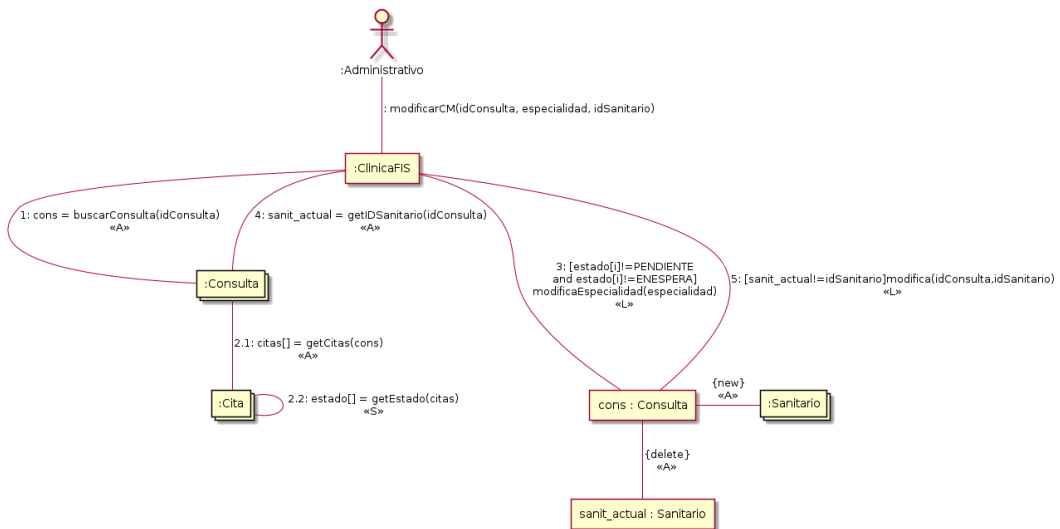 :Administrativo
: modificarCM(idConsulta, especialidad, idSanitario)
:ClinicaFIS
1: cons = buscarConsulta(idConsulta)
«A»
4: sanit_actual = getIDSanitario(idConsulta)
«A»
3: [estado[i]!=PENDIENTE
and estado[i]!=ENESPERA]
modificaEspecialidad(especialidad)
«L»
5: [sanit_actual!=idSanitario]modifica(idConsulta,idSanitario)
«L»
:Consulta
2.1: citas[] = getCitas(cons)
«A»
:Cita
2.2: estado[] = getEstado(citas)
«S»
cons : Consulta
{new}
«A»
:Sanitario
{delete}
«A»
sanit_actual : Sanitario